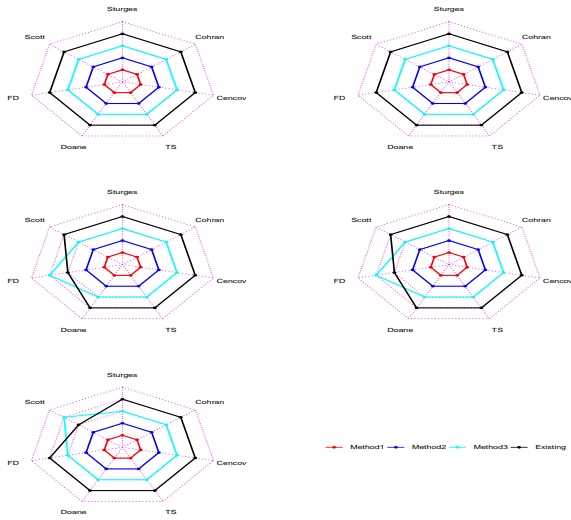 Sturges
Scott
Cohran
FD
Cencov
Doane
TS
Sturges
Scott
Cohran
FD
Cencov
Doane
TS
Sturges
Scott
Cohran
FD
Cencov
Doane
TS
Sturges
Scott
Cohran
FD
Cencov
Doane
TS
Sturges
Scott
Cohran
FD
Cencov
Doane
TS
Method1 Method2 Method3 Existing